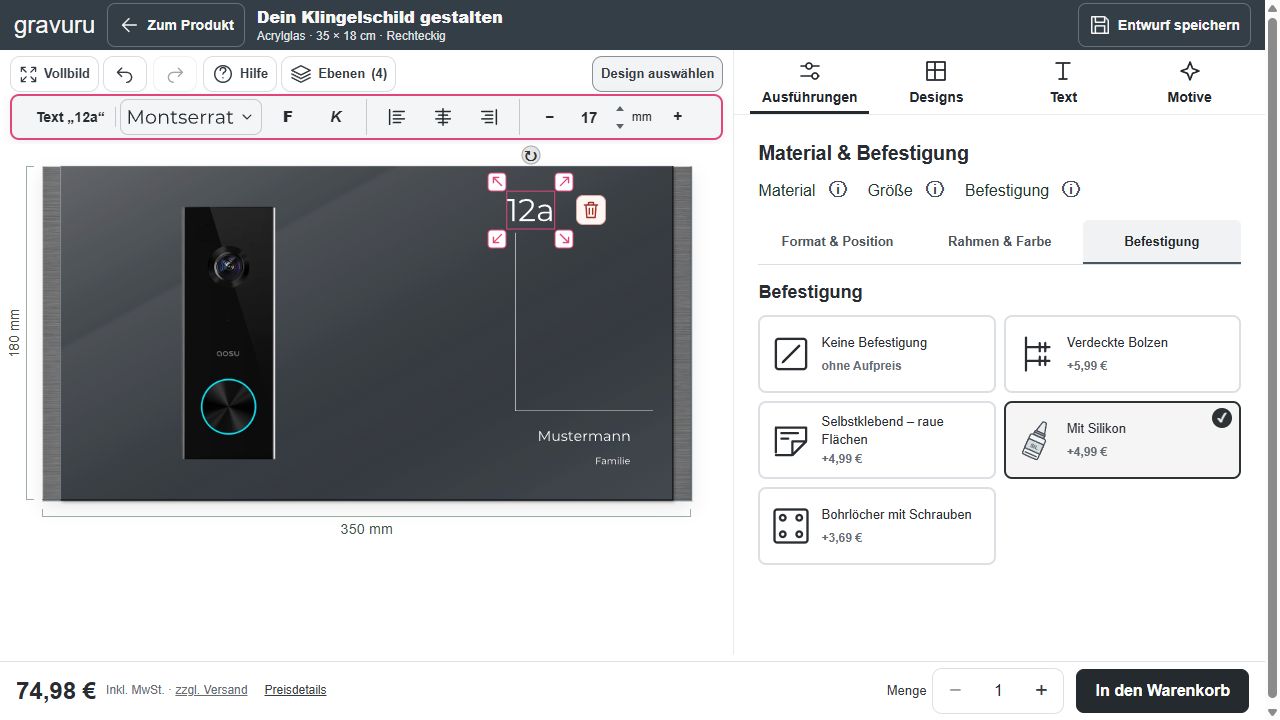 gravuru
Zum Produkt
Dein Klingelschild gestalten
Acrylglas · 35 × 18 cm · Rechteckig
Entwurf speichern
Vollbild
Hilfe
Ebenen (4)
Design auswählen
Text „12a“
Montserrat
F
K
17
mm
Ausführungen
Designs
Text
Motive
Material & Befestigung
Material
Größe
Befestigung
Format & Position
Rahmen & Farbe
Befestigung
Befestigung
Keine Befestigung
ohne Aufpreis
Verdeckte Bolzen
+5,99 €
Selbstklebend – raue
Flächen
+4,99 €
Mit Silikon
+4,99 €
Bohrlöcher mit Schrauben
+3,69 €
12a
aosu
Mustermann
Familie
180 mm
350 mm
74,98 €
Inkl. MwSt. · zzgl. Versand
Preisdetails
Menge
1
In den Warenkorb